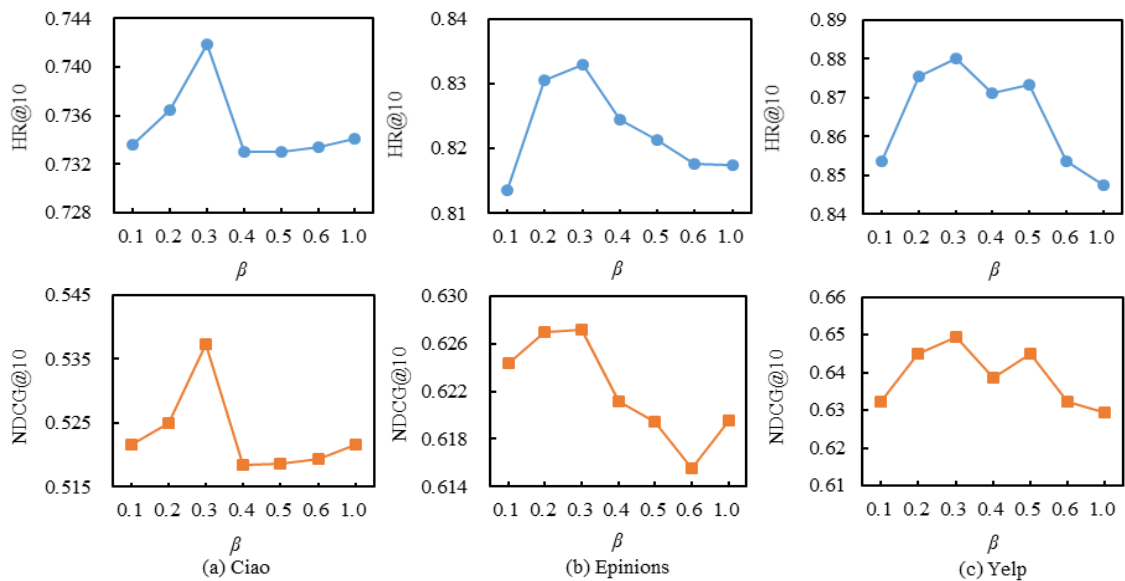 HR@10
0.744
0.740
0.736
0.732
0.728
0.1 0.2 0.3 0.4 0.5 0.6 1.0
β
HR@10
0.84
0.83
0.82
0.81
0.1 0.2 0.3 0.4 0.5 0.6 1.0
β
HR@10
0.89
0.88
0.87
0.86
0.85
0.84
0.1 0.2 0.3 0.4 0.5 0.6 1.0
β
NDCG@10
0.545
0.535
0.525
0.515
0.1 0.2 0.3 0.4 0.5 0.6 1.0
β
(a) Ciao
NDCG@10
0.630
0.626
0.622
0.618
0.614
0.1 0.2 0.3 0.4 0.5 0.6 1.0
β
(b) Epinions
NDCG@10
0.66
0.65
0.64
0.63
0.62
0.61
0.1 0.2 0.3 0.4 0.5 0.6 1.0
β
(c) Yelp